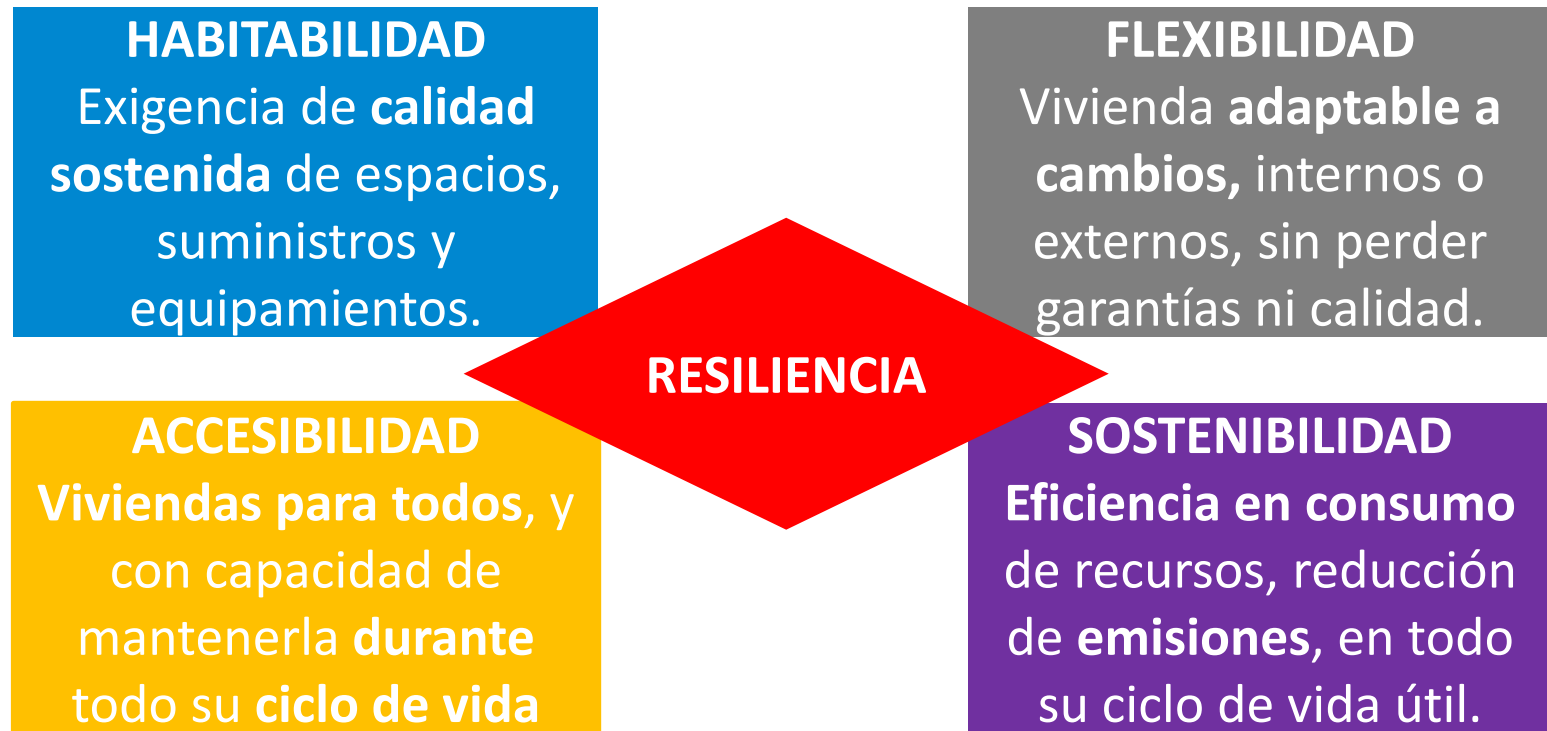 HABITABILIDAD
Exigencia de calidad
sostenida de espacios,
suministros y
equipamientos.
FLEXIBILIDAD
Vivienda adaptable a
cambios, internos o
externos, sin perder
garantías ni calidad.
RESILIENCIA
ACCESIBILIDAD
Viviendas para todos, y
con capacidad de
mantenerla durante
todo su ciclo de vida
SOSTENIBILIDAD
Eficiencia en consumo
de recursos, reducción
de emisiones, en todo
su ciclo de vida útil.